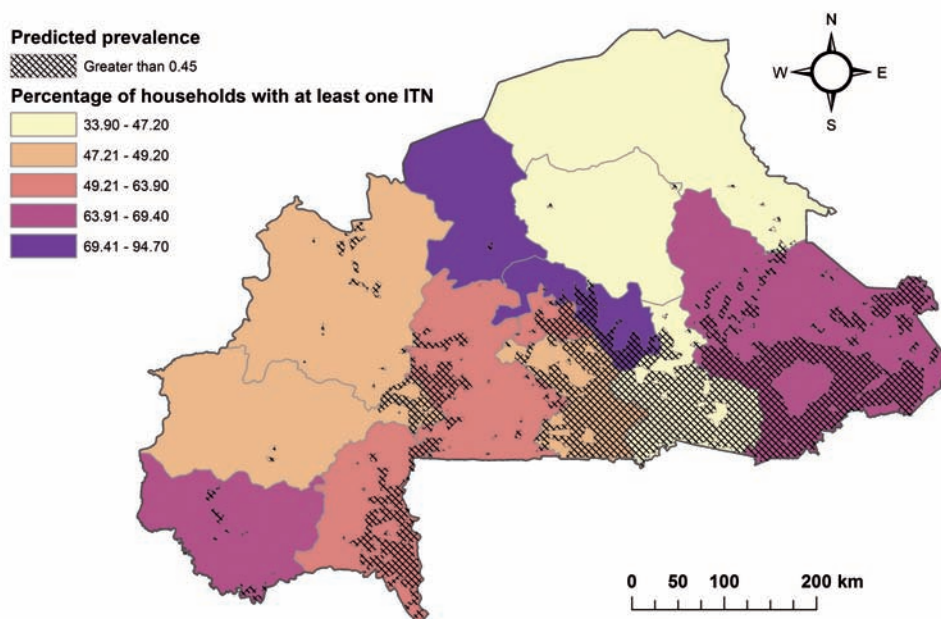 Predicted prevalence
Greater than 0.45
Percentage of households with at least one ITN
33.90 - 47.20
47.21 - 49.20
49.21 - 63.90
63.91 - 69.40
69.41 - 94.70
N
W E
S
0 50 100 200 km